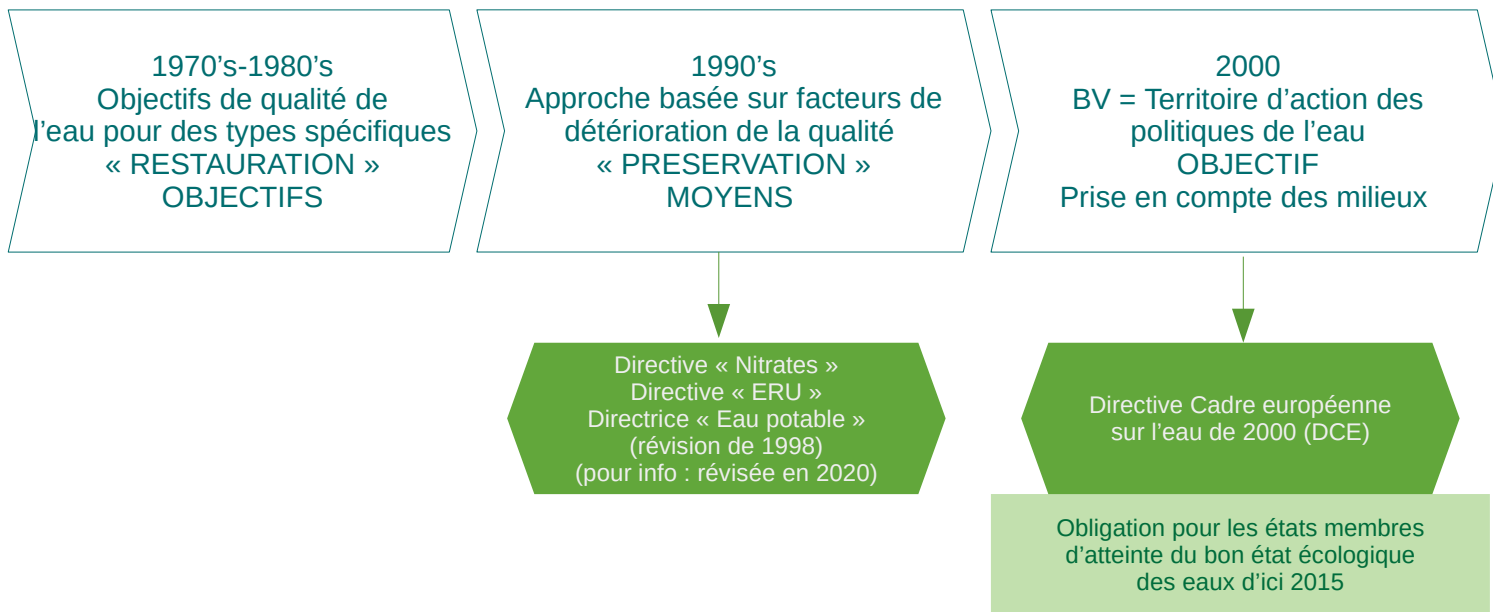 1970’s-1980’s
Objectifs de qualité de
l’eau pour des types spécifiques
« RESTAURATION »
OBJECTIFS
1990’s
Approche basée sur facteurs de
détérioration de la qualité
« PRESERVATION »
MOYENS
2000
BV = Territoire d’action des
politiques de l’eau
OBJECTIF
Prise en compte des milieux
Directive « Nitrates »
Directive « ERU »
Directrice « Eau potable »
(révision de 1998)
(pour info : révisée en 2020)
Directive Cadre européenne
sur l’eau de 2000 (DCE)
Obligation pour les états membres
d’atteinte du bon état écologique
des eaux d’ici 2015